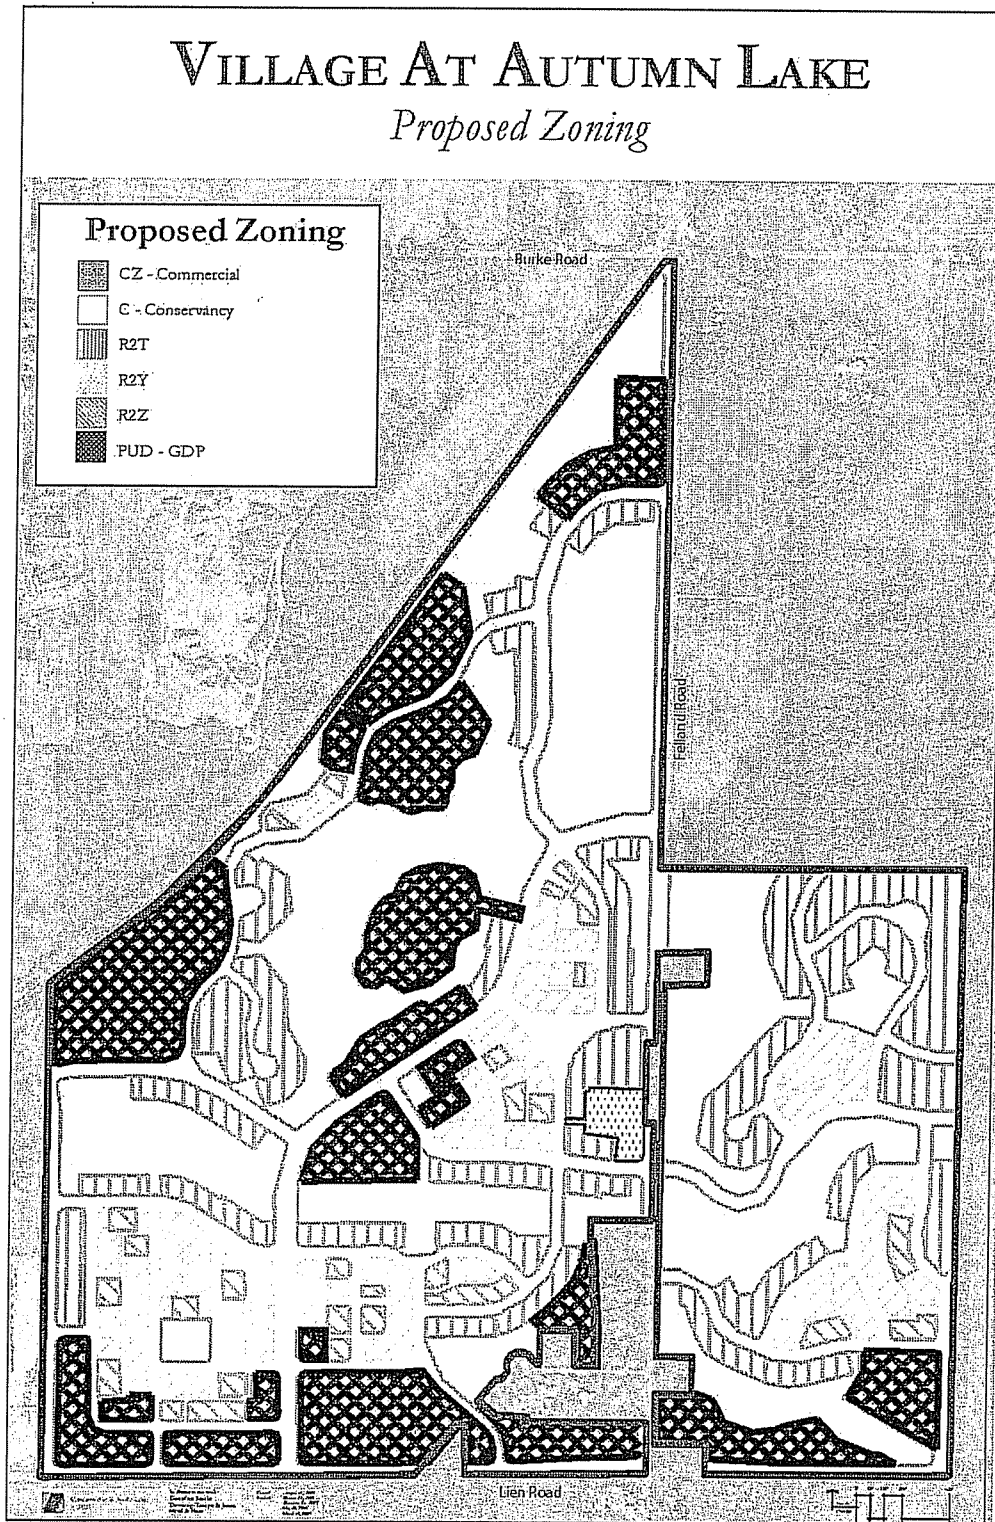 VILLAGE AT AUTUMN LAKE
Proposed Zoning
Proposed Zoning
CZ - Commercial
C - Conservancy
R2T
R2Y
R2Z
PUD - GDP
Burke Road
Felland Road
Lien Road